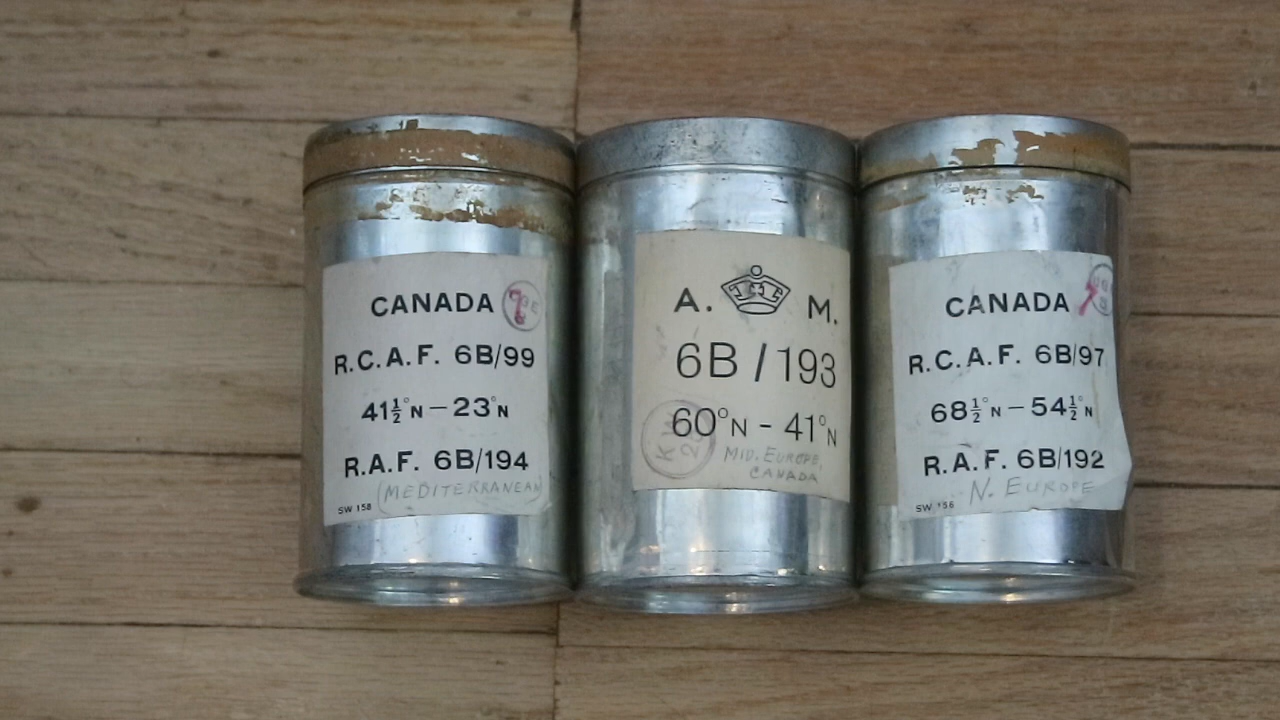 CANADA
R.C.A.F. 6B/99
41½°N – 23°N
R.A.F. 6B/194
(MEDITERRANEAN)
SW 158
A. M.
6B/193
60°N - 41°N
MID. EUROPE,
CANADA
CANADA
R.C.A.F. 6B/97
68½°N – 54½°N
R.A.F. 6B/192
N. EUROPE
SW 156